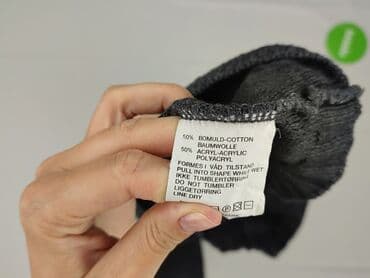 50% BOMULD-COTTON
BAUMWOLLE
50% ACRYL-ACRYLIC
POLYACRYL
FORMES I VÅD TILSTAND
PULL INTO SHAPE WHILE WET
IKKE TUMBLERTØRRING
DO NOT TUMBLER
LIGGETØRRING
LINE DRY